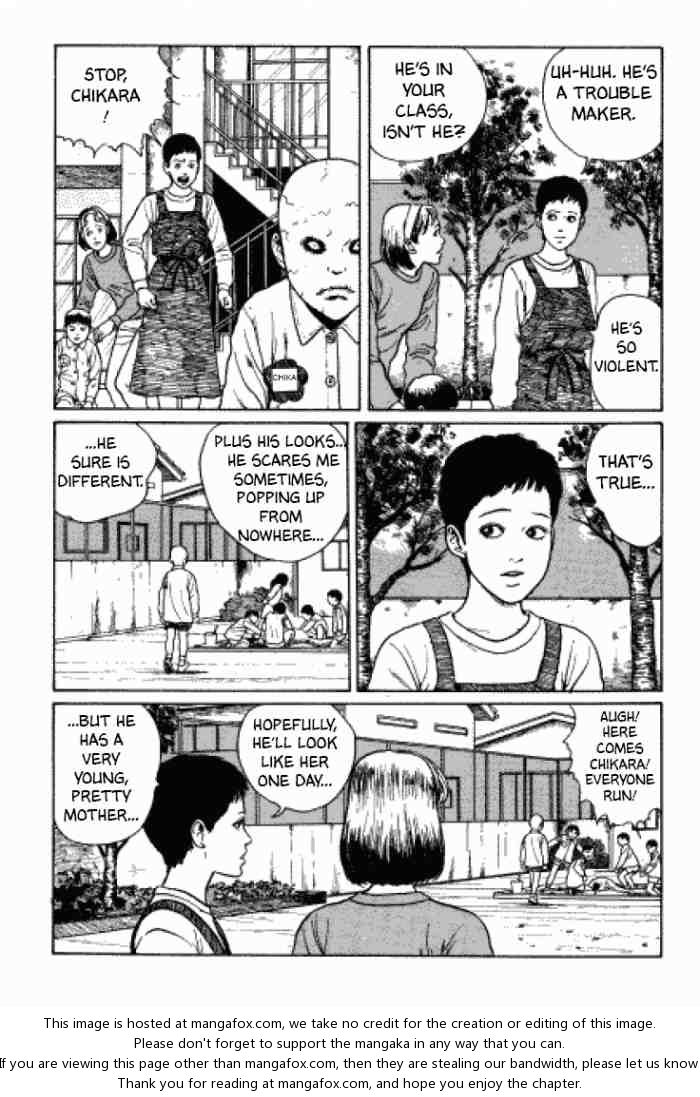 STOP,
CHIKARA
!
CHIKA
HE'S IN
YOUR
CLASS,
ISN'T HE?
UH-HUH. HE'S
A TROUBLE
MAKER.
HE'S
SO
VIOLENT.
...HE
SURE IS
DIFFERENT.
PLUS HIS LOOKS...
HE SCARES ME
SOMETIMES,
POPPING UP
FROM
NOWHERE...
THAT'S
TRUE...
...BUT HE
HAS A
VERY
YOUNG,
PRETTY
MOTHER...
HOPEFULLY,
HE'LL LOOK
LIKE HER
ONE DAY...
AUGH!
HERE
COMES
CHIKARA!
EVERYONE
RUN!
This image is hosted at mangafox.com, we take no credit for the creation or editing of this image.
Please don't forget to support the mangaka in any way that you can.
If you are viewing this page other than mangafox.com, then they are stealing our bandwidth, please let us know
Thank you for reading at mangafox.com, and hope you enjoy the chapter.